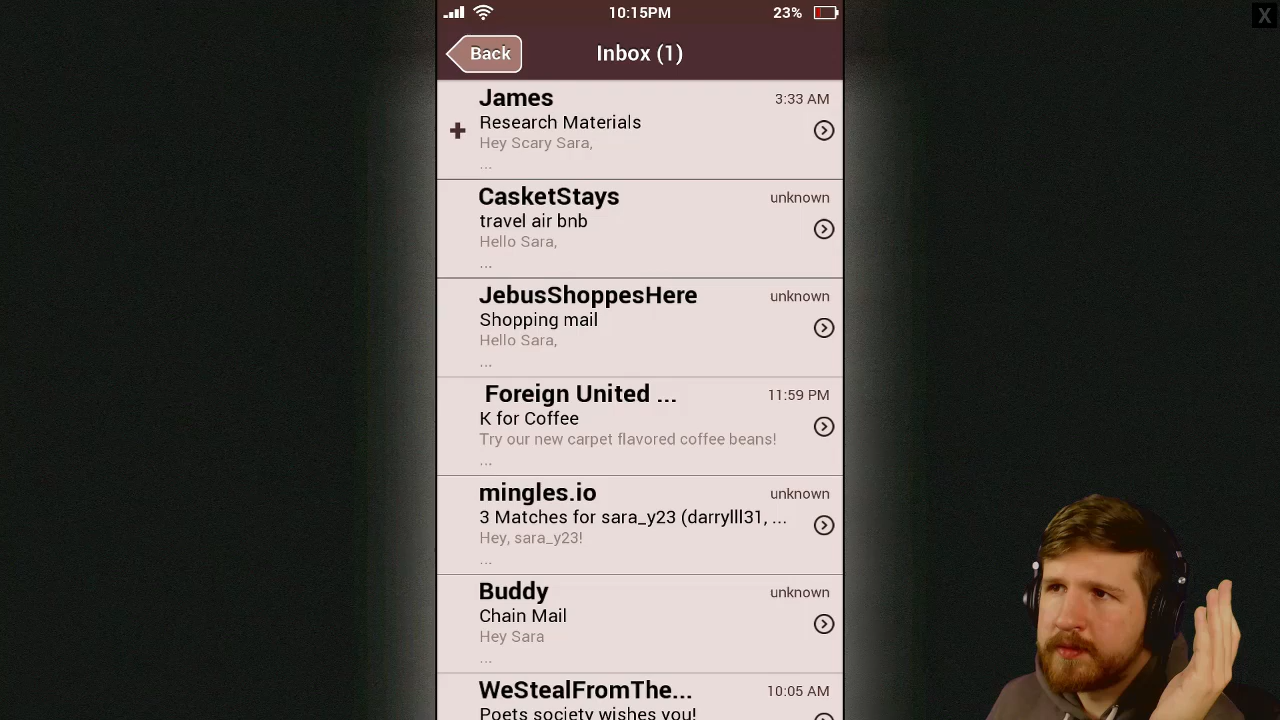 10:15PM
23%
X
Back
Inbox (1)
James
3:33 AM
Research Materials
Hey Scary Sara,
...
CasketStays
unknown
travel air bnb
Hello Sara,
...
JebusShoppesHere
unknown
Shopping mail
Hello Sara,
...
Foreign United ...
11:59 PM
K for Coffee
Try our new carpet flavored coffee beans!
...
mingles.io
unknown
3 Matches for sara_y23 (darrylll31, ...
Hey, sara_y23!
...
Buddy
unknown
Chain Mail
Hey Sara
...
WeStealFromThe...
10:05 AM
Poets society wishes you!